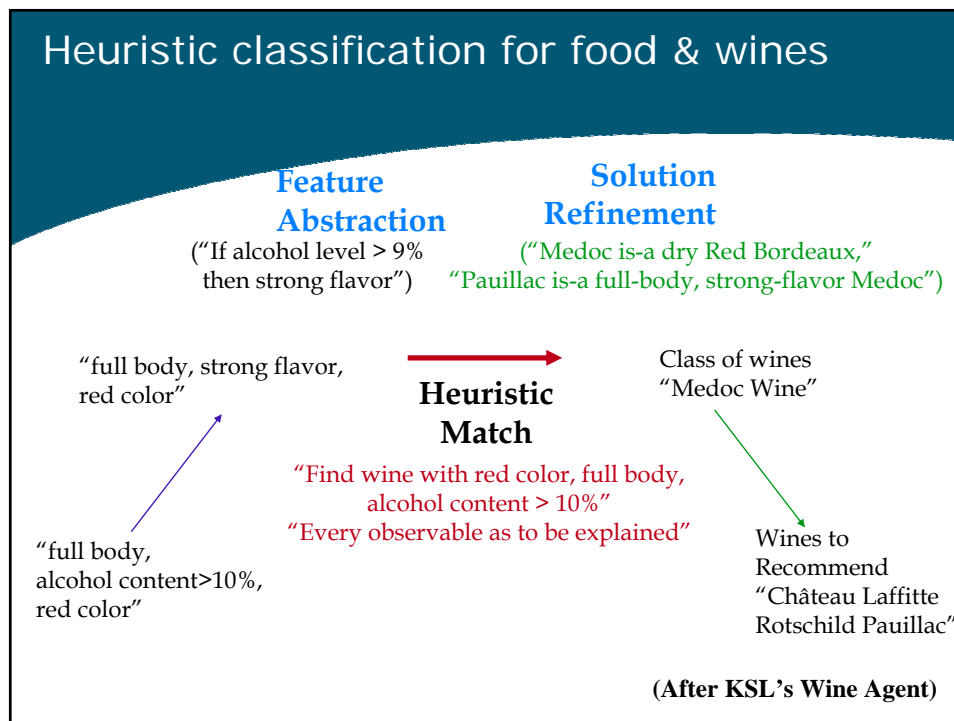 Heuristic classification for food & wines
Feature
Abstraction
(“If alcohol level > 9%
then strong flavor”)
Solution
Refinement
(“Medoc is-a dry Red Bordeaux,”
“Pauillac is-a full-body, strong-flavor Medoc”)
“full body, strong flavor,
red color”
Heuristic
Match
Class of wines
“Medoc Wine”
“Find wine with red color, full body,
alcohol content > 10%”
“Every observable as to be explained”
“full body,
alcohol content>10%,
red color”
Wines to
Recommend
“Château Laffitte
Rotschild Pauillac”
(After KSL’s Wine Agent)